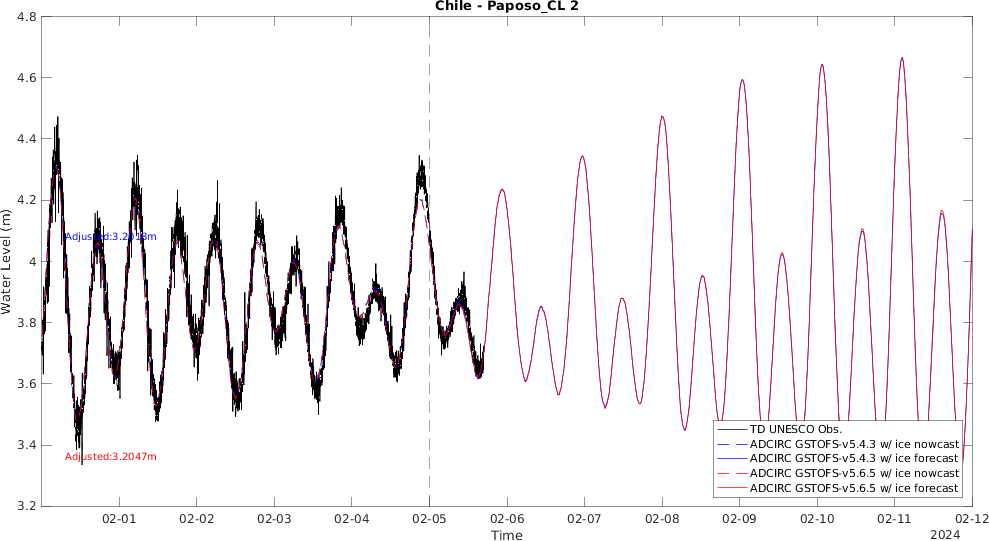 Chile - Paposo_CL 2
4.8
4.6
4.4
4.2
4
3.8
3.6
3.4
3.2
Water Level (m)
Adjusted:3.2013m
Adjusted:3.2047m
TD UNESCO Obs.
ADCIRC GSTOFS-v5.4.3 w/ ice nowcast
ADCIRC GSTOFS-v5.4.3 w/ ice forecast
ADCIRC GSTOFS-v5.6.5 w/ ice nowcast
ADCIRC GSTOFS-v5.6.5 w/ ice forecast
02-01 02-02 02-03 02-04 02-05 02-06 02-07 02-08 02-09 02-10 02-11 02-12
Time
2024